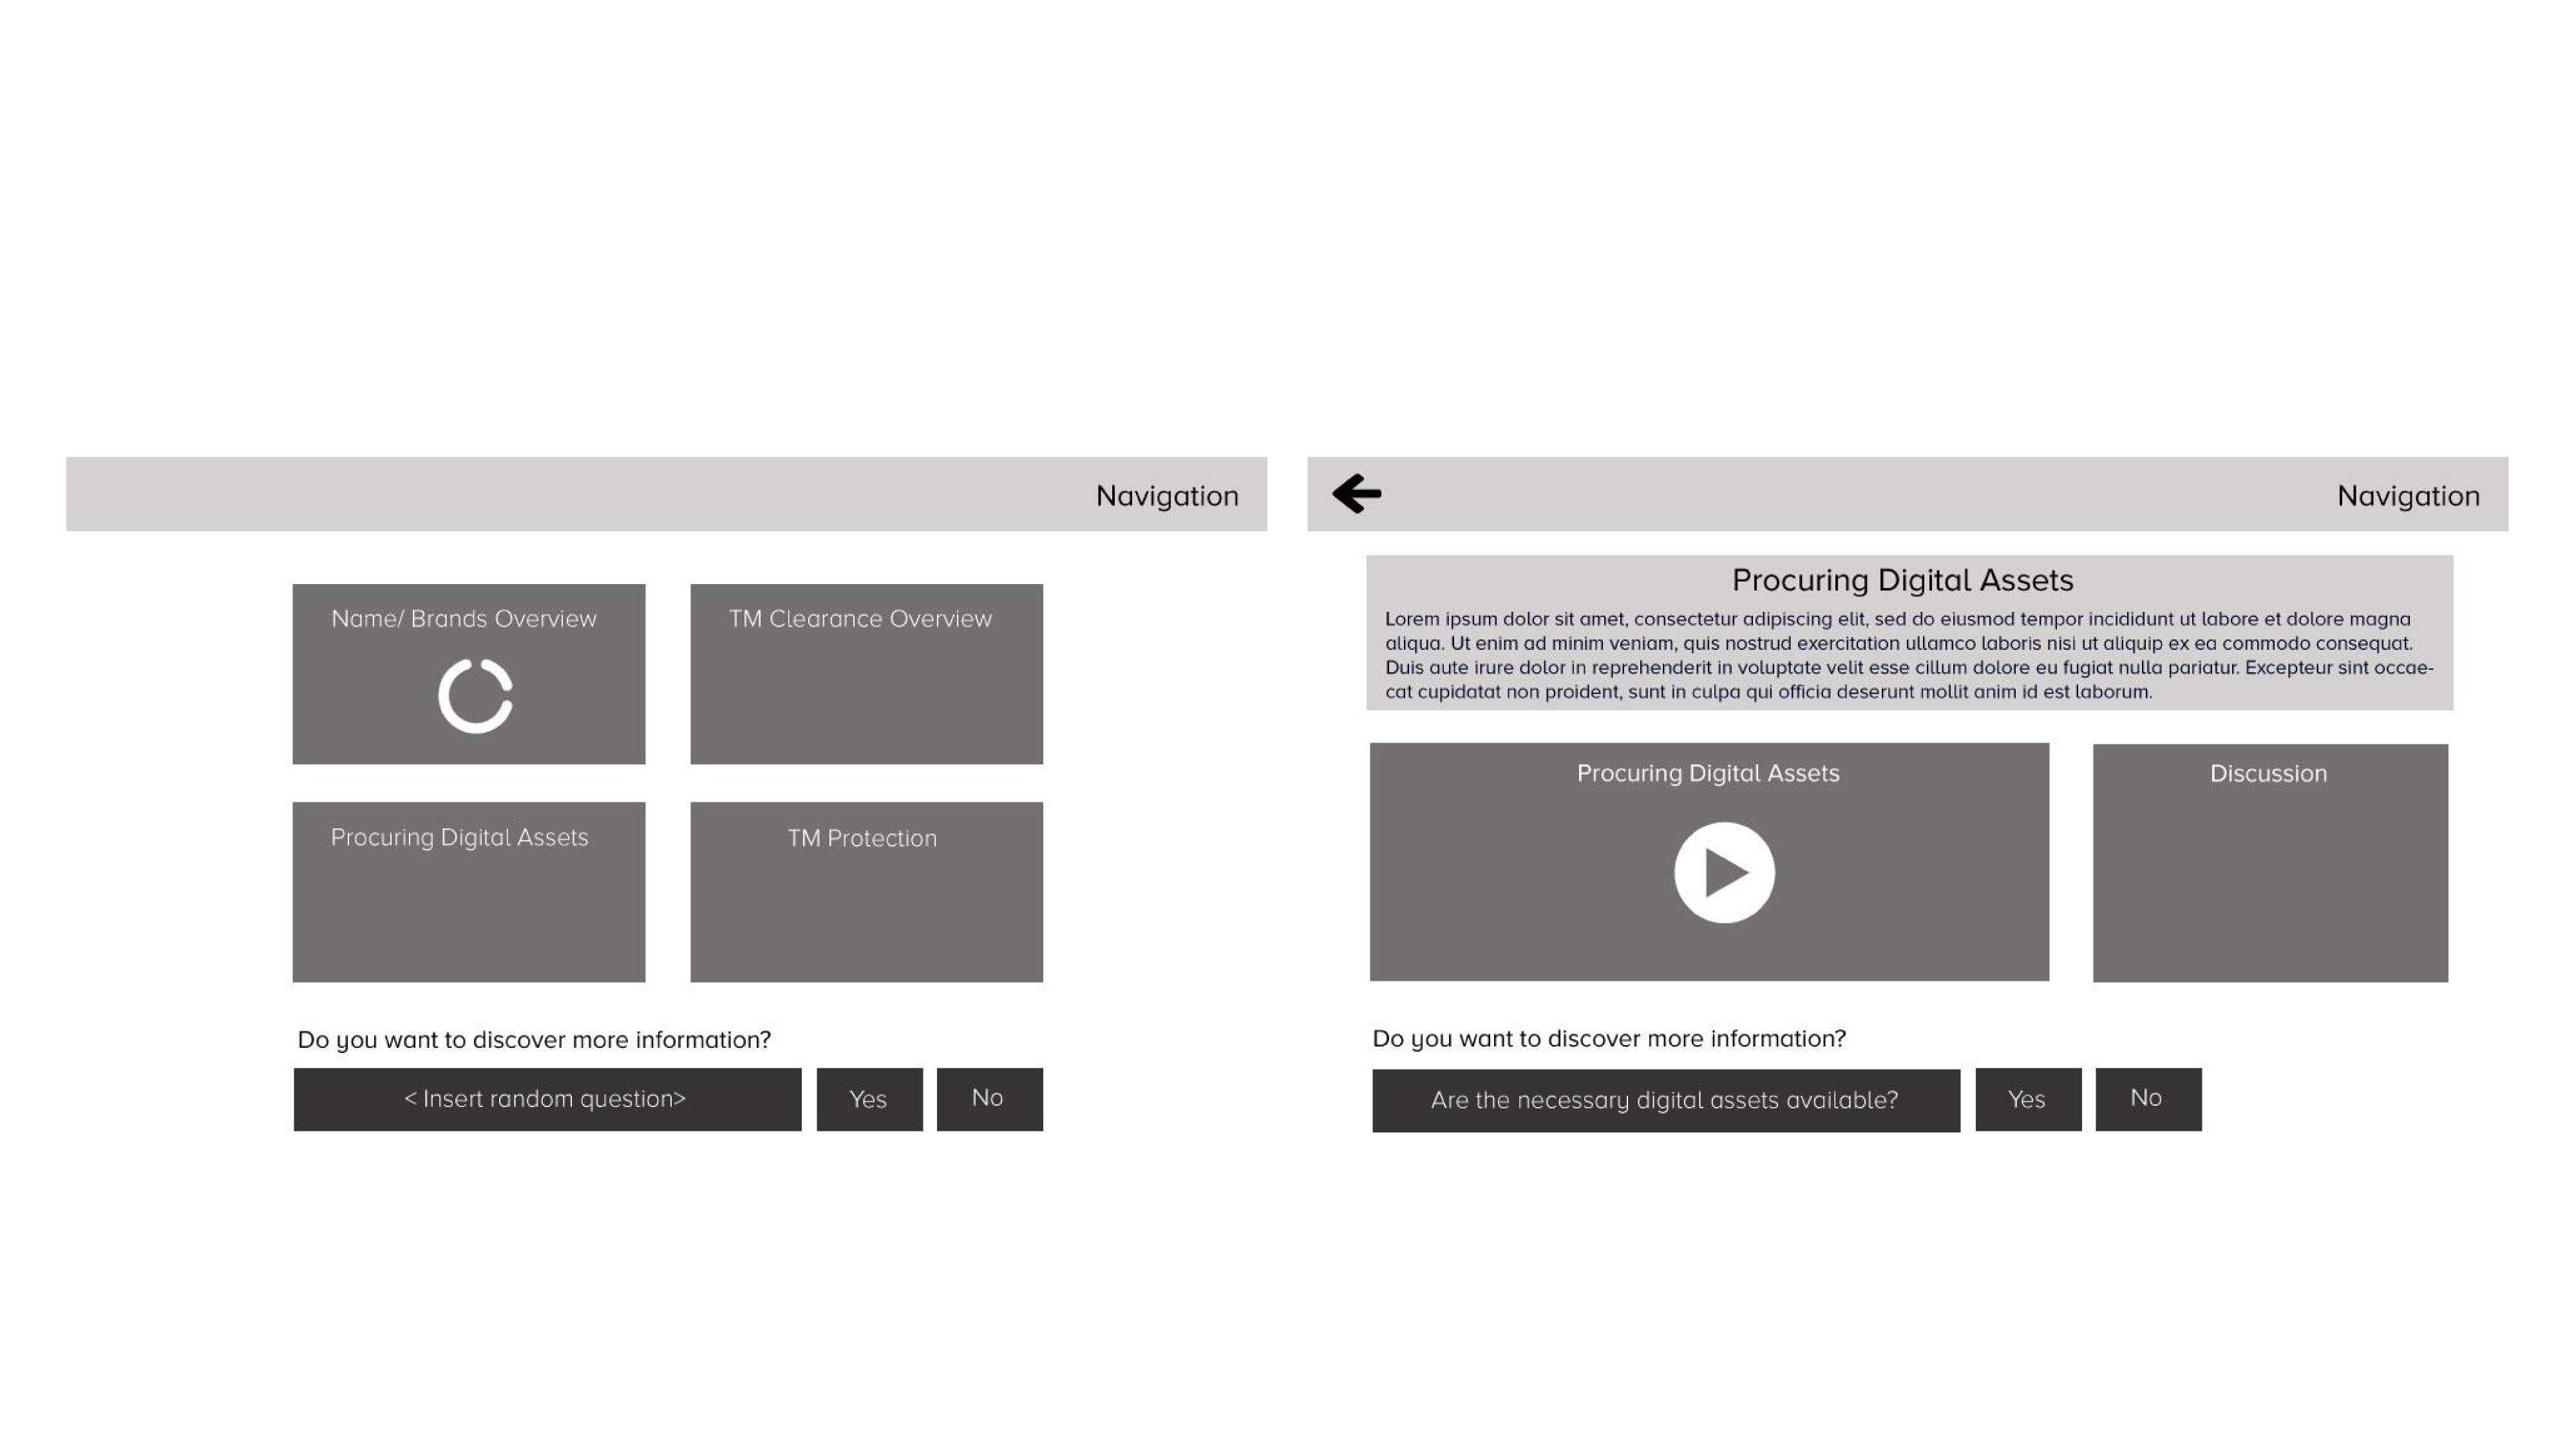 Navigation
Name/ Brands Overview
TM Clearance Overview
Procuring Digital Assets
TM Protection
Do you want to discover more information?
< Insert random question>
Yes
No
Navigation
Procuring Digital Assets
Lorem ipsum dolor sit amet, consectetur adipiscing elit, sed do eiusmod tempor incididunt ut labore et dolore magna
aliqua. Ut enim ad minim veniam, quis nostrud exercitation ullamco laboris nisi ut aliquip ex ea commodo consequat.
Duis aute irure dolor in reprehenderit in voluptate velit esse cillum dolore eu fugiat nulla pariatur. Excepteur sint occae-
cat cupidatat non proident, sunt in culpa qui officia deserunt mollit anim id est laborum.
Procuring Digital Assets
Discussion
Do you want to discover more information?
Are the necessary digital assets available?
Yes
No